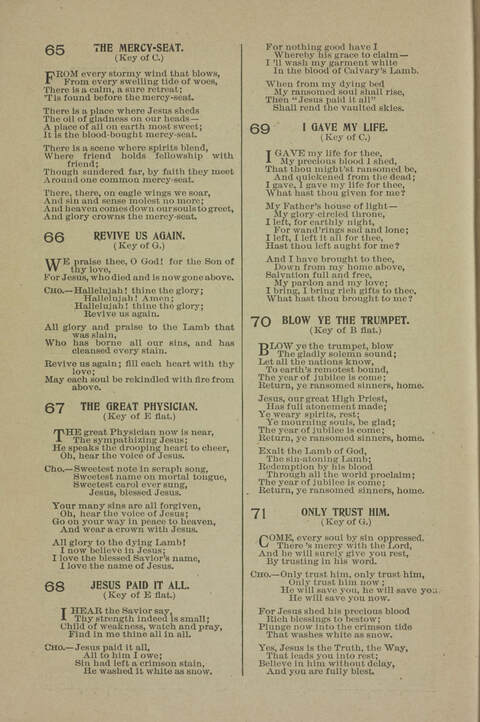 65 THE MERCY-SEAT.
(Key of C.)
FROM every stormy wind that blows,
From every swelling tide of woes,
There is a calm, a sure retreat;
'Tis found before the mercy-seat.
There is a place where Jesus sheds
The oil of gladness on our heads—
A place of all on earth most sweet;
It is the blood-bought mercy-seat.
There is a scene where spirits blend,
Where friend holds fellowship with
friend;
Though sundered far, by faith they meet
Around one common mercy-seat.
There, there, on eagle wings we soar,
And sin and sense molest no more;
And heaven comes down our souls to greet,
And glory crowns the mercy-seat.
66 REVIVE US AGAIN.
(Key of G.)
WE praise thee, O God! for the Son of
thy love,
For Jesus, who died and is now gone above.
CHO.—Hallelujah! thine the glory;
Hallelujah! Amen;
Hallelujah! thine the glory;
Revive us again.
All glory and praise to the Lamb that
was slain,
Who has borne all our sins, and has
cleansed every stain.
Revive us again; fill each heart with thy
love;
May each soul be rekindled with fire from
above.
67 THE GREAT PHYSICIAN.
(Key of E flat.)
THE great Physician now is near,
The sympathizing Jesus;
He speaks the drooping heart to cheer,
Oh, hear the voice of Jesus.
CHO.—Sweetest note in seraph song,
Sweetest name on mortal tongue,
Sweetest carol ever sung,
Jesus, blessed Jesus.
Your many sins are all forgiven,
Oh, hear the voice of Jesus;
Go on your way in peace to heaven,
And wear a crown with Jesus.
All glory to the dying Lamb!
I now believe in Jesus;
I love the blessed Savior's name,
I love the name of Jesus.
68 JESUS PAID IT ALL.
(Key of E flat.)
I HEAR the Savior say,
Thy strength indeed is small;
Child of weakness, watch and pray,
Find in me thine all in all.
CHO.—Jesus paid it all,
All to him I owe;
Sin had left a crimson stain,
He washed it white as snow.
For nothing good have I
Whereby his grace to claim—
I 'll wash my garment white
In the blood of Calvary's Lamb.
When from my dying bed
My ransomed soul shall rise,
Then "Jesus paid it all"
Shall rend the vaulted skies.
69 I GAVE MY LIFE.
(Key of C.)
I GAVE my life for thee,
My precious blood I shed,
That thou might'st ransomed be,
And quickened from the dead;
I gave, I gave my life for thee,
What hast thou given for me?
My Father's house of light—
My glory-circled throne,
I left, for earthly night,
For wand'rings sad and lone;
I left, I left it all for thee,
Hast thou left aught for me?
And I have brought to thee,
Down from my home above,
Salvation full and free,
My pardon and my love;
I bring, I bring rich gifts to thee,
What hast thou brought to me?
70 BLOW YE THE TRUMPET.
(Key of B flat.)
BLOW ye the trumpet, blow
The gladly solemn sound;
Let all the nations know,
To earth's remotest bound,
The year of jubilee is come;
Return, ye ransomed sinners, home.
Jesus, our great High Priest,
Has full atonement made;
Ye weary spirits, rest;
Ye mourning souls, be glad;
The year of jubilee is come;
Return, ye ransomed sinners, home.
Exalt the Lamb of God,
The sin-atoning Lamb;
Redemption by his blood
Through all the world proclaim;
The year of jubilee is come;
Return, ye ransomed sinners, home.
71 ONLY TRUST HIM.
(Key of G.)
COME, every soul by sin oppressed.
There's mercy with the Lord,
And he will surely give you rest,
By trusting in his word.
CHO.—Only trust him, only trust him,
Only trust him now;
He will save you, he will save you.
He will save you now.
For Jesus shed his precious blood
Rich blessings to bestow;
Plunge now into the crimson tide
That washes white as snow.
Yes, Jesus is the Truth, the Way,
That leads you into rest;
Believe in him without delay,
And you are fully blest.